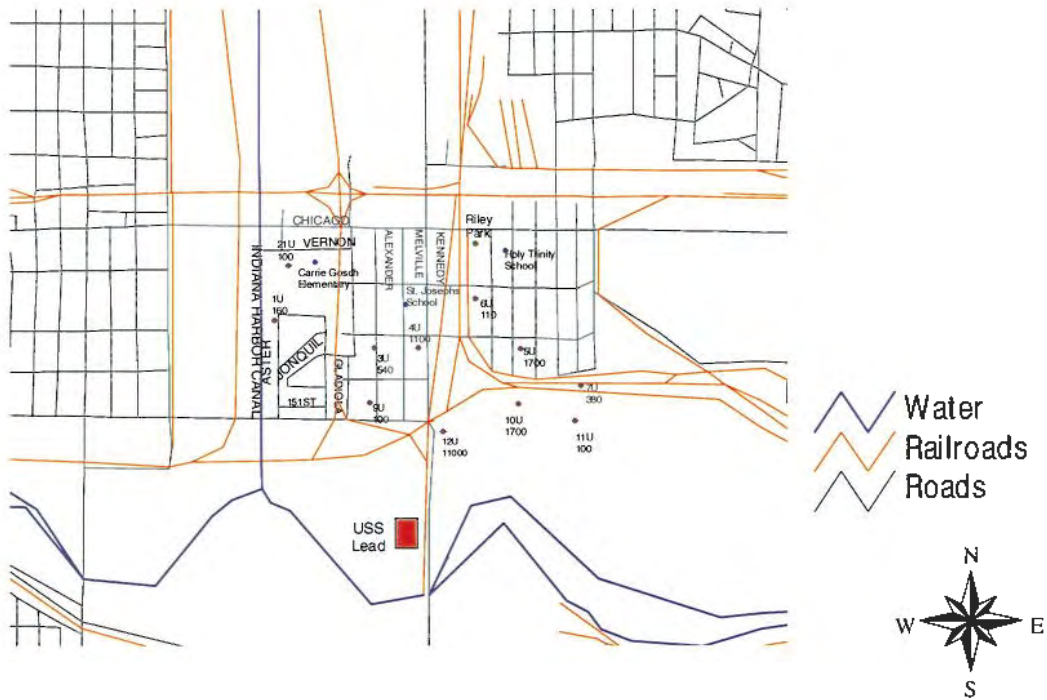 CHICAGO
Riley
Park
21U
100
VERNON
ALEXANDER
MELVILLE
KENNEDY
Holy Trinity
School
Carrie Gosch
Elementary
INDIANA HARBOR CANAL
ASTER
1U
160
St. Josephs
School
6U
110
4U
1100
JONQUIL
3U
540
5U
1700
GLADIOLA
7U
380
151ST
9U
100
10U
1700
12U
11000
11U
100
USS
Lead
Water
Railroads
Roads
N
W
E
S